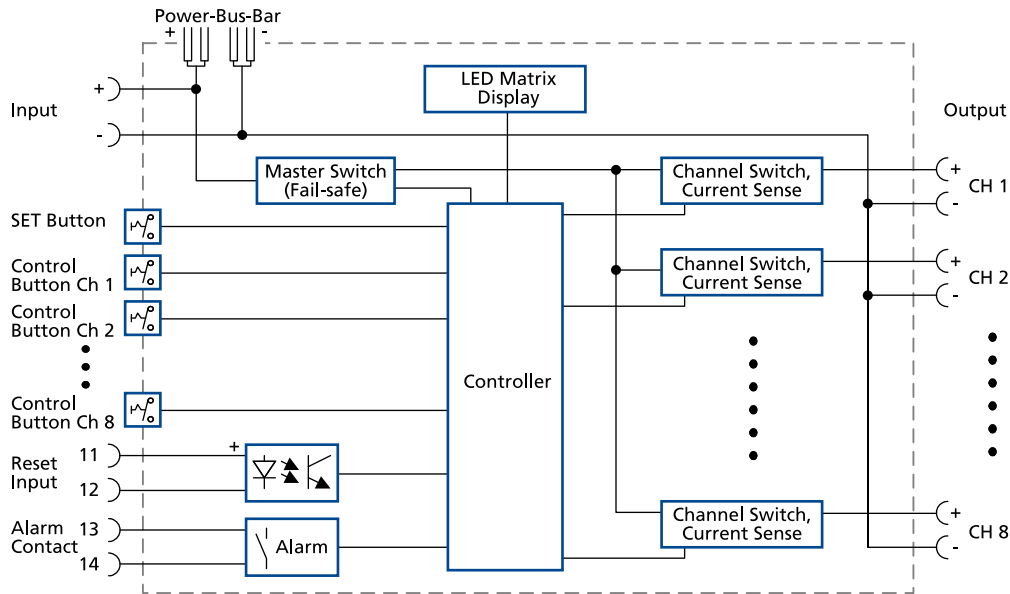 Power-Bus-Bar
+ -
LED Matrix
Display
Input
+
-
Output
Master Switch
(Fail-safe)
Channel Switch,
Current Sense
+
CH 1
-
SET Button
Control
Button Ch 1
Channel Switch,
Current Sense
+
CH 2
-
Control
Button Ch 2
Controller
Control
Button Ch 8
Reset
Input
11
12
+
Alarm
Contact
13
14
Alarm
Channel Switch,
Current Sense
+
CH 8
-